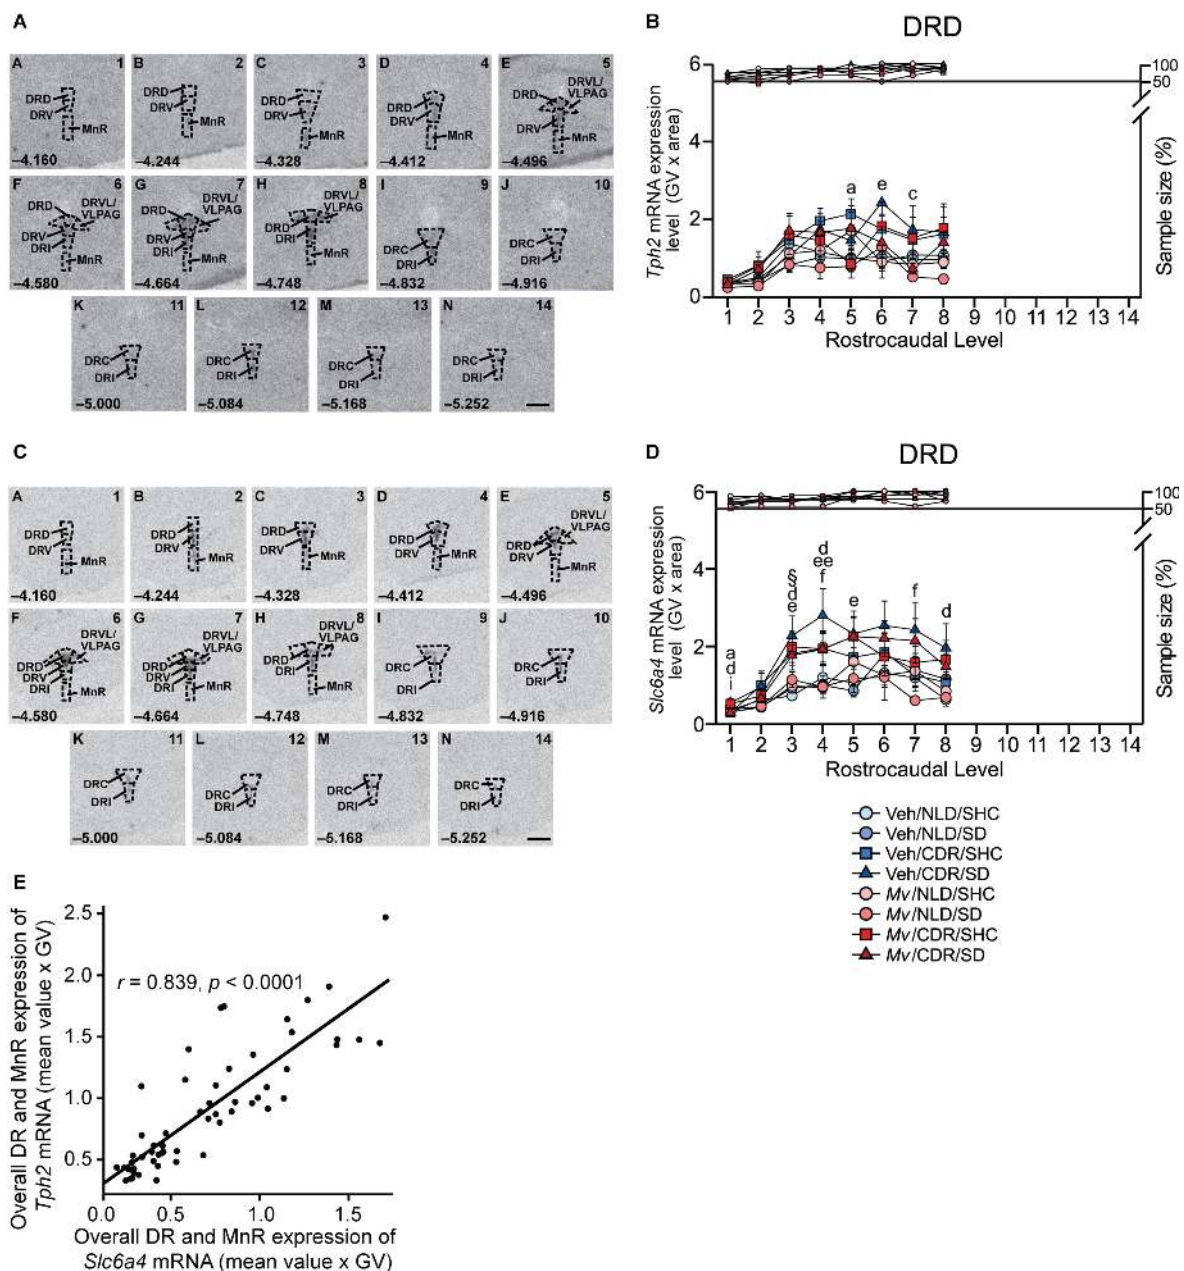 A
A 1
DRD
DRV
MnR
−4.160
B 2
DRD
DRV
MnR
−4.244
C 3
DRD
DRV
MnR
−4.328
D 4
DRD
DRV
MnR
−4.412
E 5
DRVL/
VLPAG
DRD
DRV
MnR
−4.496
F 6
DRVL/
VLPAG
DRD
DRV
DRI
MnR
−4.580
G 7
DRVL/
VLPAG
DRD
DRV
DRI
MnR
−4.664
H 8
DRVL/
VLPAG
DRD
DRI
MnR
−4.748
I 9
DRC
DRI
−4.832
J 10
DRC
DRI
−4.916
K 11
DRC
DRI
−5.000
L 12
DRC
DRI
−5.084
M 13
DRC
DRI
−5.168
N 14
DRC
DRI
−5.252
B
DRD
Tph2 mRNA expression
level (GV x area)
6
4
2
0
a
e
c
100
50
Sample size (%)
1 2 3 4 5 6 7 8 9 10 11 12 13 14
Rostrocaudal Level
C
A 1
DRD
DRV
MnR
−4.160
B 2
DRD
DRV
MnR
−4.244
C 3
DRD
DRV
MnR
−4.328
D 4
DRD
DRV
MnR
−4.412
E 5
DRVL/
VLPAG
DRD
DRV
MnR
−4.496
F 6
DRVL/
VLPAG
DRD
DRV
DRI
MnR
−4.580
G 7
DRVL/
VLPAG
DRD
DRV
DRI
MnR
−4.664
H 8
DRVL/
VLPAG
DRD
DRI
MnR
−4.748
I 9
DRC
DRI
−4.832
J 10
DRC
DRI
−4.916
K 11
DRC
DRI
−5.000
L 12
DRC
DRI
−5.084
M 13
DRC
DRI
−5.168
N 14
DRC
DRI
−5.252
D
DRD
Slc6a4 mRNA expression
level (GV x area)
6
4
2
0
a
d
§
d
e
d
ee
f
e
f
d
100
50
Sample size (%)
1 2 3 4 5 6 7 8 9 10 11 12 13 14
Rostrocaudal Level
Veh/NLD/SHC
Veh/NLD/SD
Veh/CDR/SHC
Veh/CDR/SD
Mv/NLD/SHC
Mv/NLD/SD
Mv/CDR/SHC
Mv/CDR/SD
E
Overall DR and MnR expression of
Tph2 mRNA (mean value x GV)
2.5
2.0
1.5
1.0
0.5
r = 0.839, p < 0.0001
0.0 0.5 1.0 1.5
Overall DR and MnR expression of
Slc6a4 mRNA (mean value x GV)